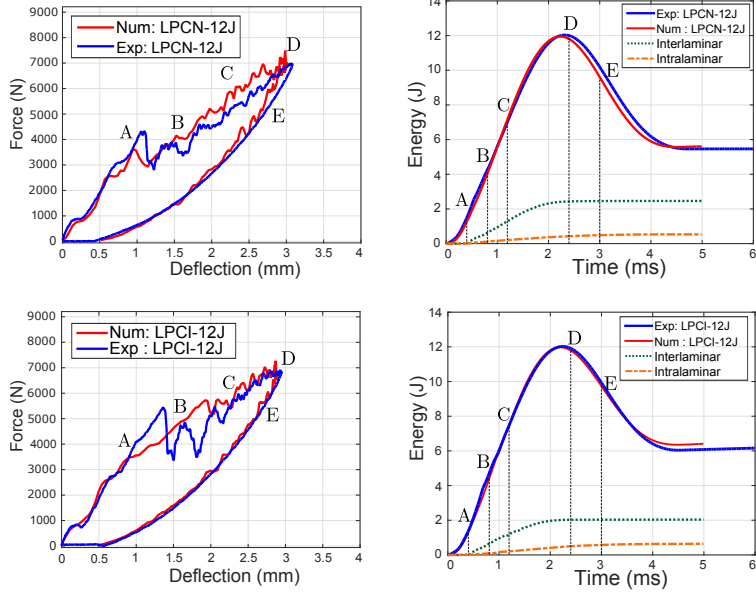 Num: LPCN-12J
Exp: LPCN-12J
Force (N)
9000
8000
7000
6000
5000
4000
3000
2000
1000
0
A
B
C
D
E
0
0.5
1
1.5
2
2.5
3
3.5
4
Deflection (mm)
Exp: LPCN-12J
Num : LPCN-12J
Interlaminar
Intralaminar
Energy (J)
14
12
10
8
6
4
2
0
A
B
C
D
E
0
1
2
3
4
5
6
Time (ms)
Num: LPCI-12J
Exp : LPCI-12J
Force (N)
9000
8000
7000
6000
5000
4000
3000
2000
1000
0
A
B
C
D
E
0
0.5
1
1.5
2
2.5
3
3.5
4
Deflection (mm)
Exp: LPCI-12J
Num : LPCI-12J
Interlaminar
Intralaminar
Energy (J)
14
12
10
8
6
4
2
0
A
B
C
D
E
0
1
2
3
4
5
6
Time (ms)